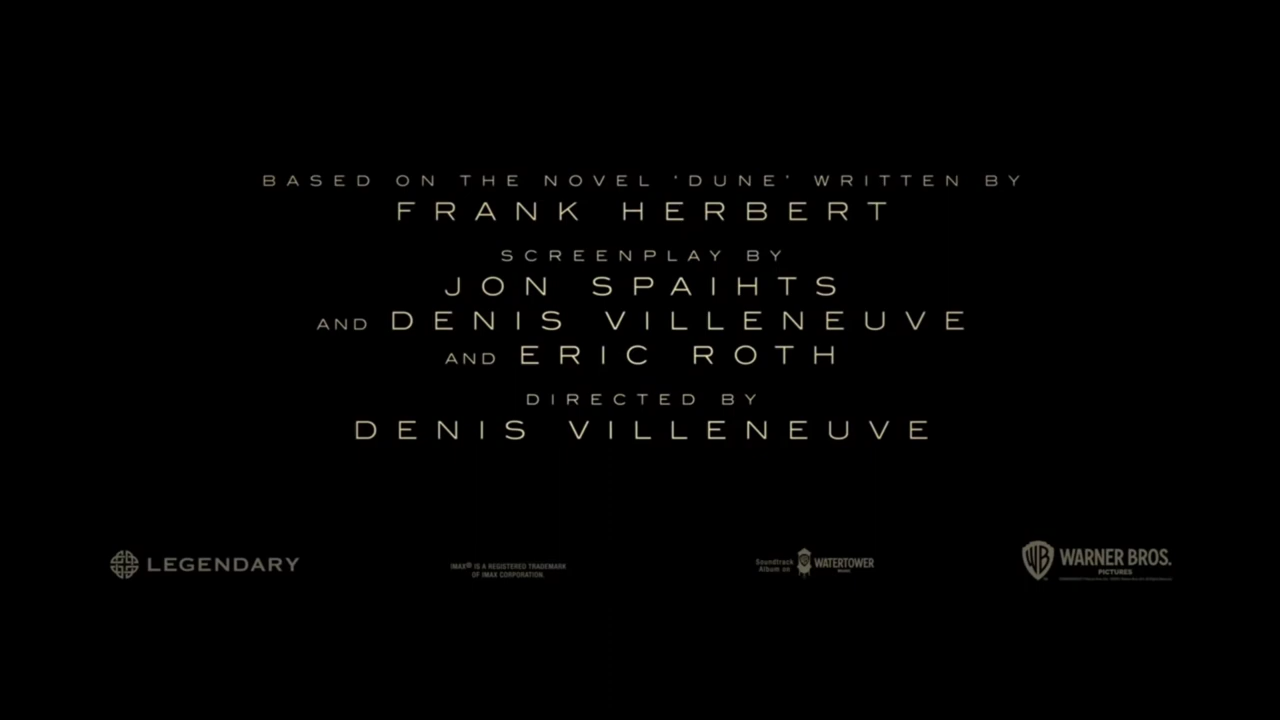 BASED ON THE NOVEL 'DUNE' WRITTEN BY
FRANK HERBERT
SCREENPLAY BY
JON SPAIHTS
AND DENIS VILLENEUVE
AND ERIC ROTH
DIRECTED BY
DENIS VILLENEUVE
LEGENDARY
IMAX® IS A REGISTERED TRADEMARK
OF IMAX CORPORATION.
Soundtrack
Album on
WATERTOWER
MUSIC
WB
WARNER BROS.
PICTURES